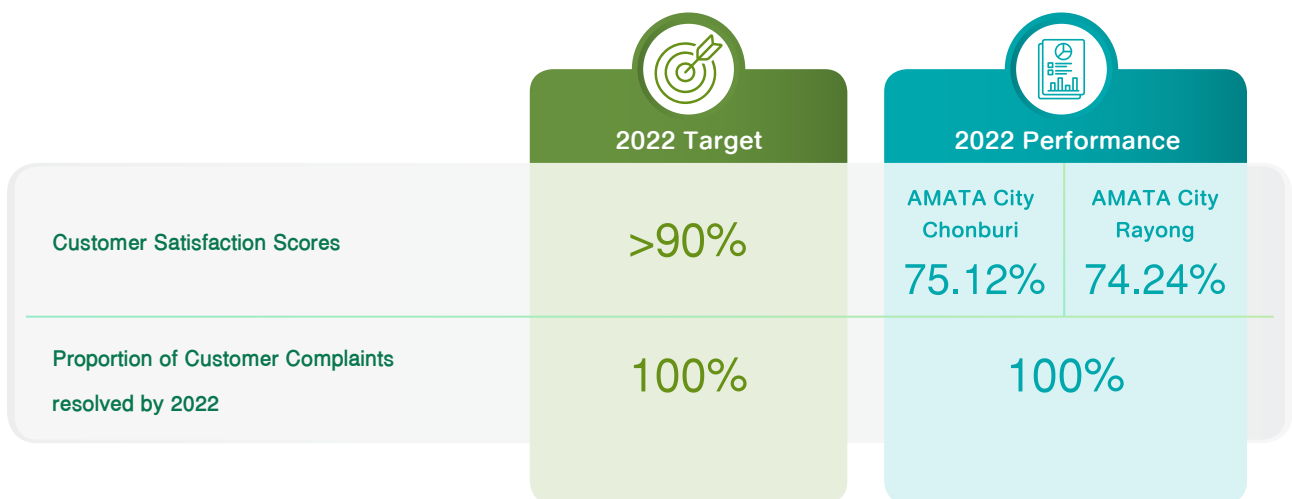 2022 Target
2022 Performance
Customer Satisfaction Scores
>90%
AMATA City
Chonburi
75.12%
AMATA City
Rayong
74.24%
Proportion of Customer Complaints
resolved by 2022
100%
100%